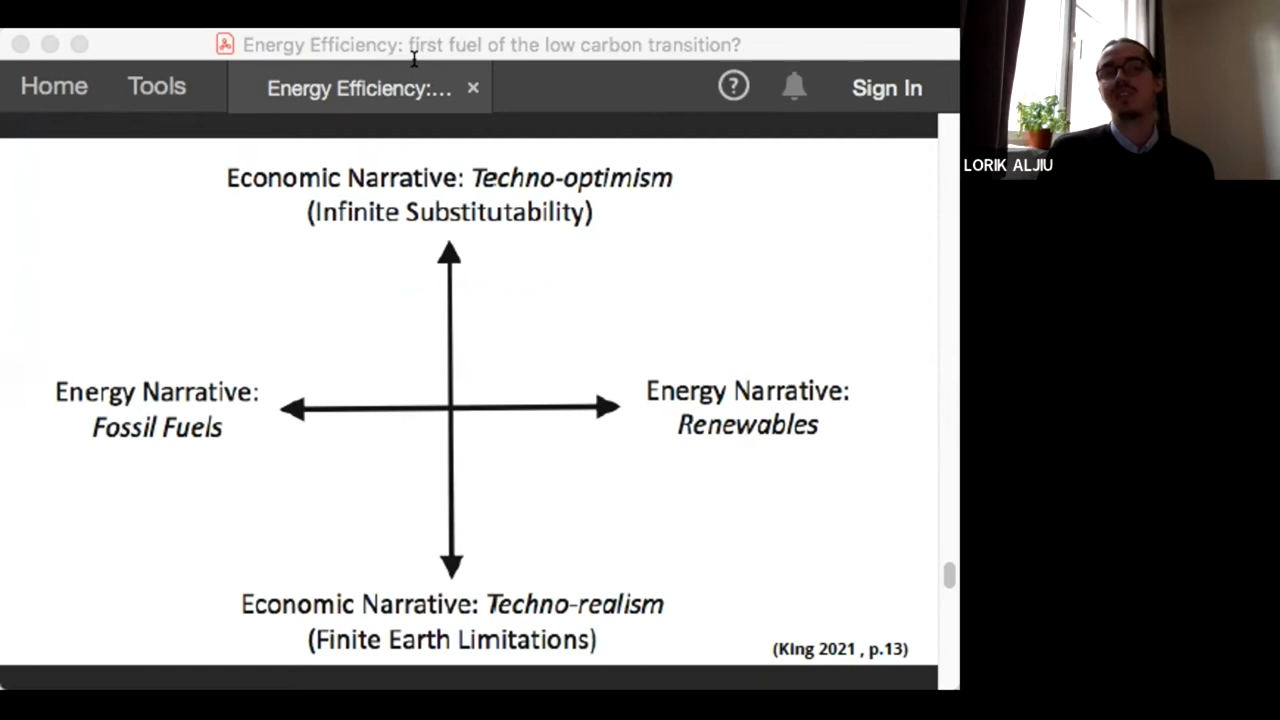 Energy Efficiency: first fuel of the low carbon transition?
Home
Tools
Energy Efficiency:...
×
?
Sign In
LORIK ALJIU
Economic Narrative: Techno-optimism
(Infinite Substitutability)
Energy Narrative:
Fossil Fuels
Energy Narrative:
Renewables
Economic Narrative: Techno-realism
(Finite Earth Limitations)
(King 2021 , p.13)